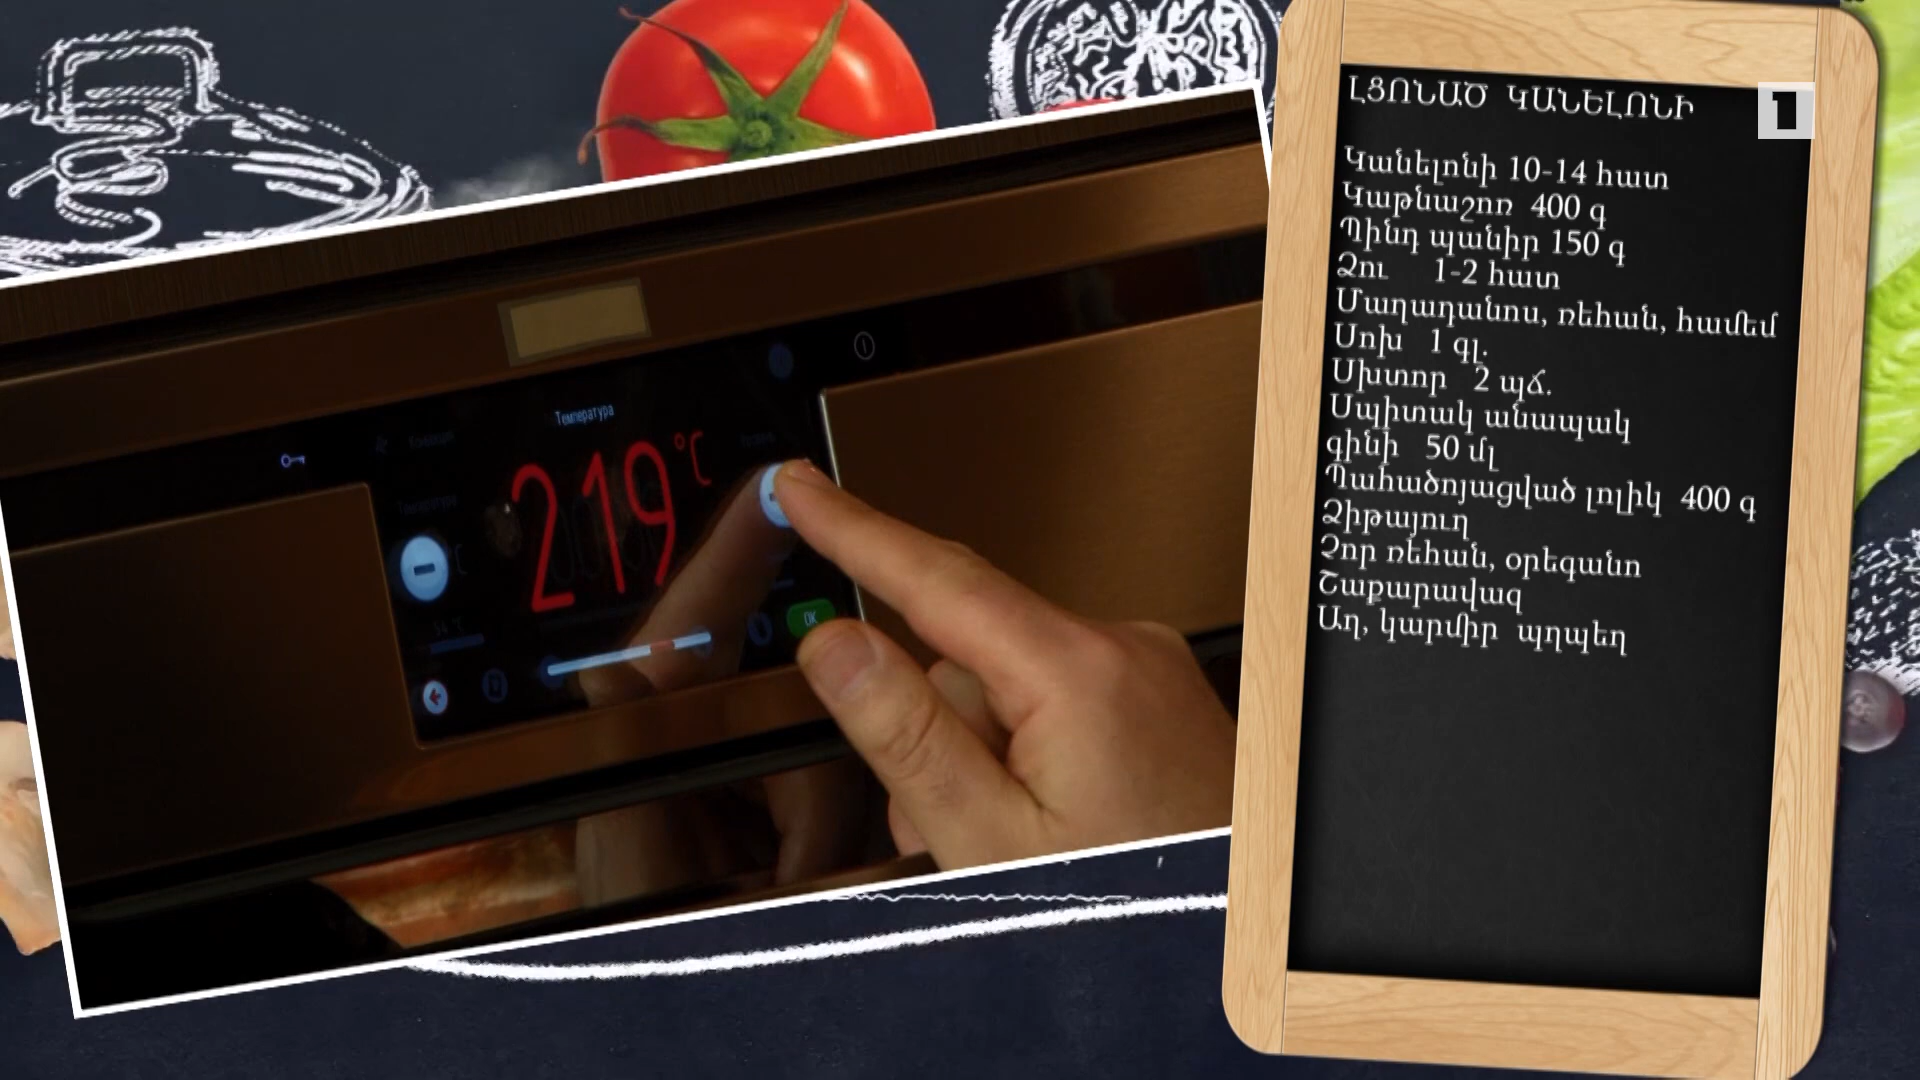 ԼՑՈՆԱԾ ԿԱՆԵԼՈՆԻ
1
Կանելոնի 10-14 հատ
Կաթնաշոռ 400 գ
Պինդ պանիր 150 գ
Ձու 1-2 հատ
Մաղադանոս, ռեհան, համեմ
Սոխ 1 գլ.
Սխտոր 2 պճ.
Սպիտակ անապակ
գինի 50 մլ
Պահածոյացված լոլիկ 400 գ
Ձիթայուղ
Չոր ռեհան, օրեգանո
Շաքարավազ
Աղ, կարմիր պղպեղ
Температура
219°C
Температура
OK